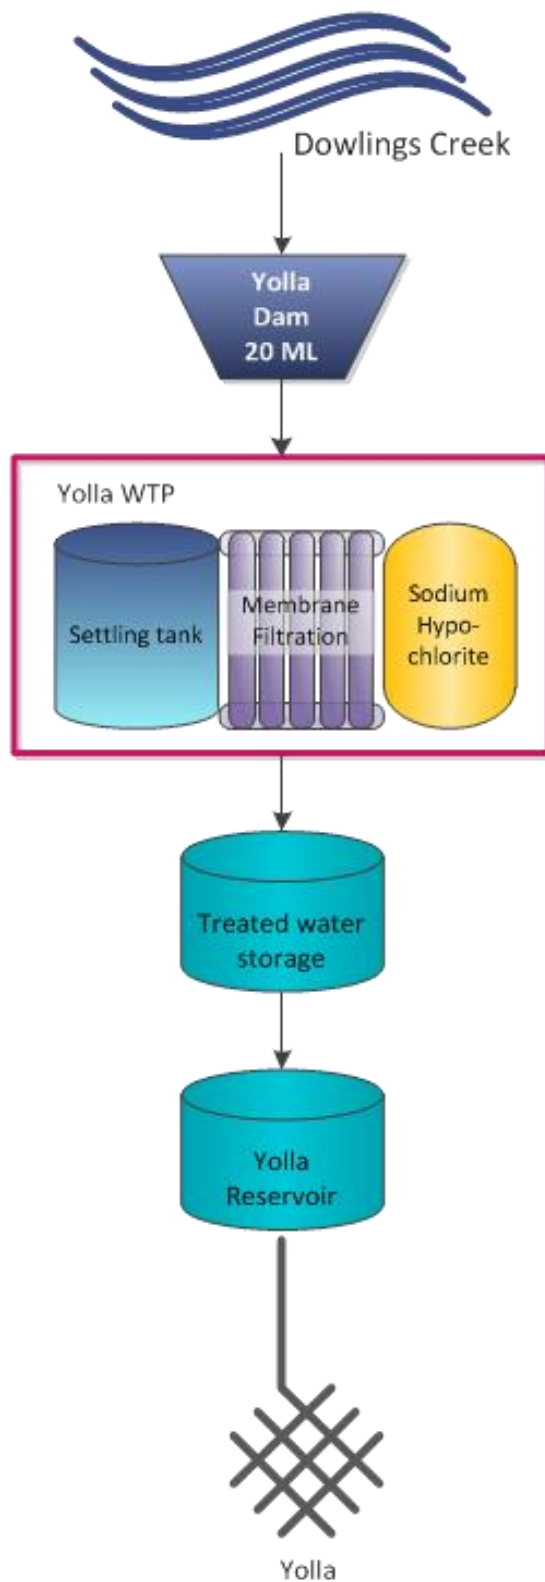 Dowlings Creek
Yolla
Dam
20 ML
Yolla WTP
Settling tank
Membrane
Filtration
Sodium
Hypo-
chlorite
Treated water
storage
Yolla
Reservoir
Yolla